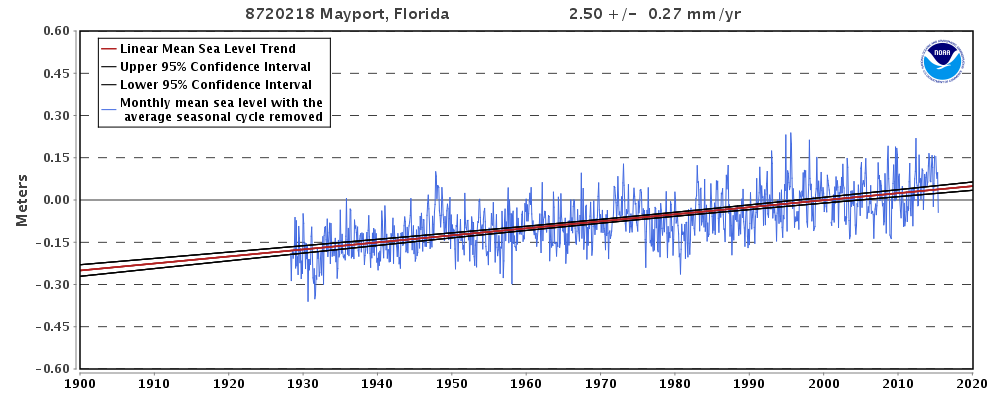 8720218 Mayport, Florida 2.50 +/- 0.27 mm/yr
0.60
0.45
0.30
0.15
0.00
-0.15
-0.30
-0.45
-0.60
Meters
Linear Mean Sea Level Trend
Upper 95% Confidence Interval
Lower 95% Confidence Interval
Monthly mean sea level with the
average seasonal cycle removed
NOAA
1900 1910 1920 1930 1940 1950 1960 1970 1980 1990 2000 2010 2020